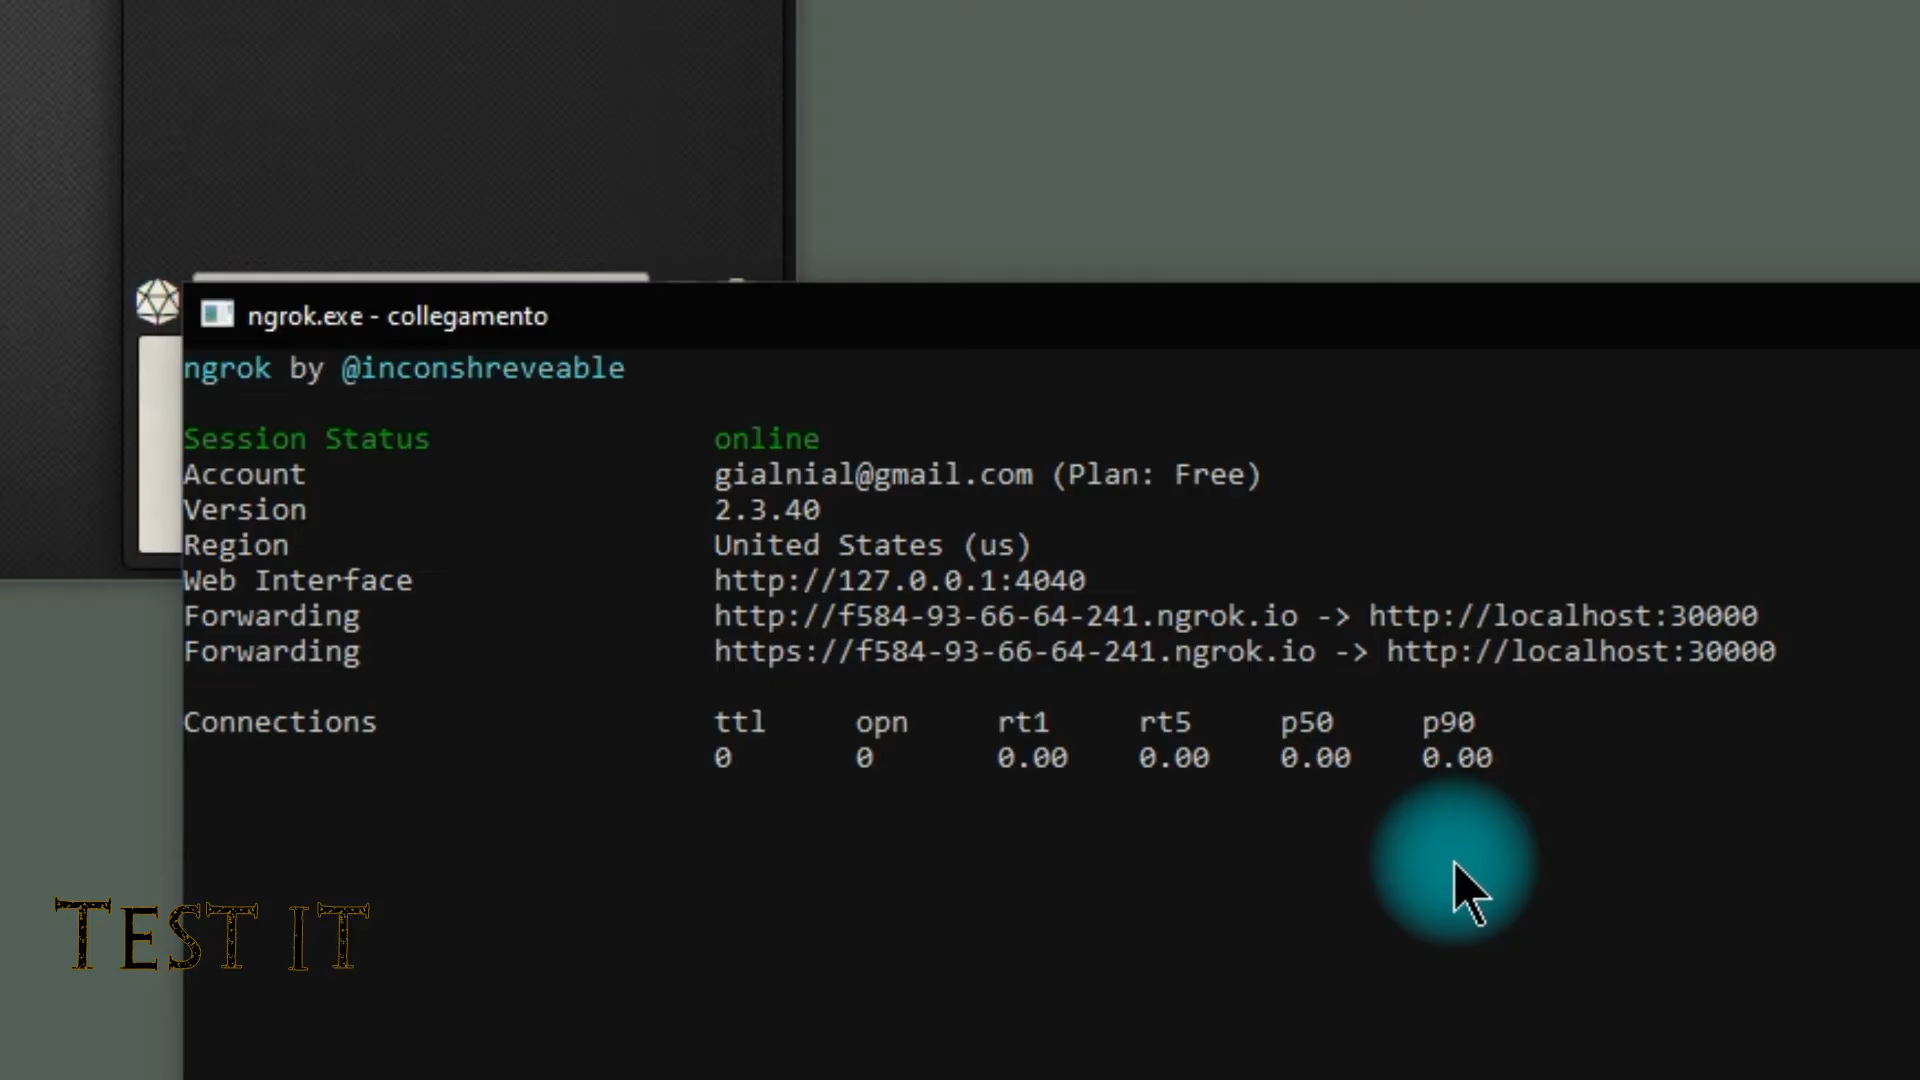 ngrok.exe - collegamento
ngrok by @inconshreveable
Session Status online
Account gialnial@gmail.com (Plan: Free)
Version 2.3.40
Region United States (us)
Web Interface http://127.0.0.1:4040
Forwarding http://f584-93-66-64-241.ngrok.io -> http://localhost:30000
Forwarding https://f584-93-66-64-241.ngrok.io -> http://localhost:30000
Connections ttl opn rt1 rt5 p50 p90
0 0 0.00 0.00 0.00 0.00
TEST IT